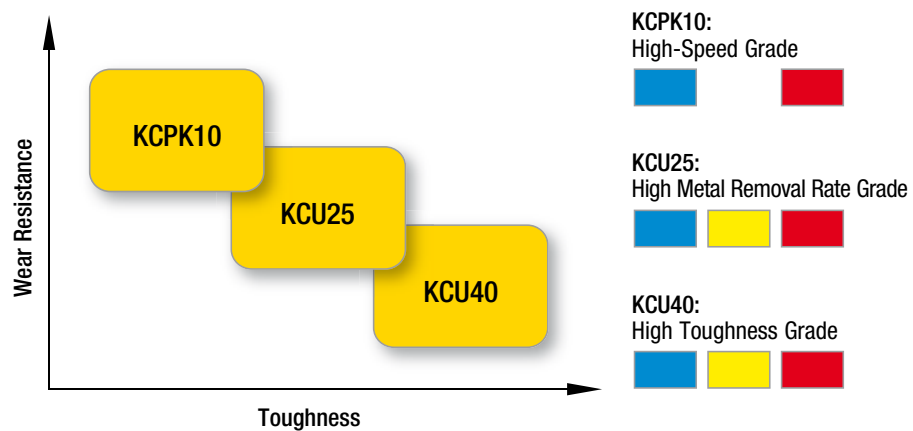 Wear Resistance
KCPK10
KCU25
KCU40
Toughness
KCPK10:
High-Speed Grade
KCU25:
High Metal Removal Rate Grade
KCU40:
High Toughness Grade